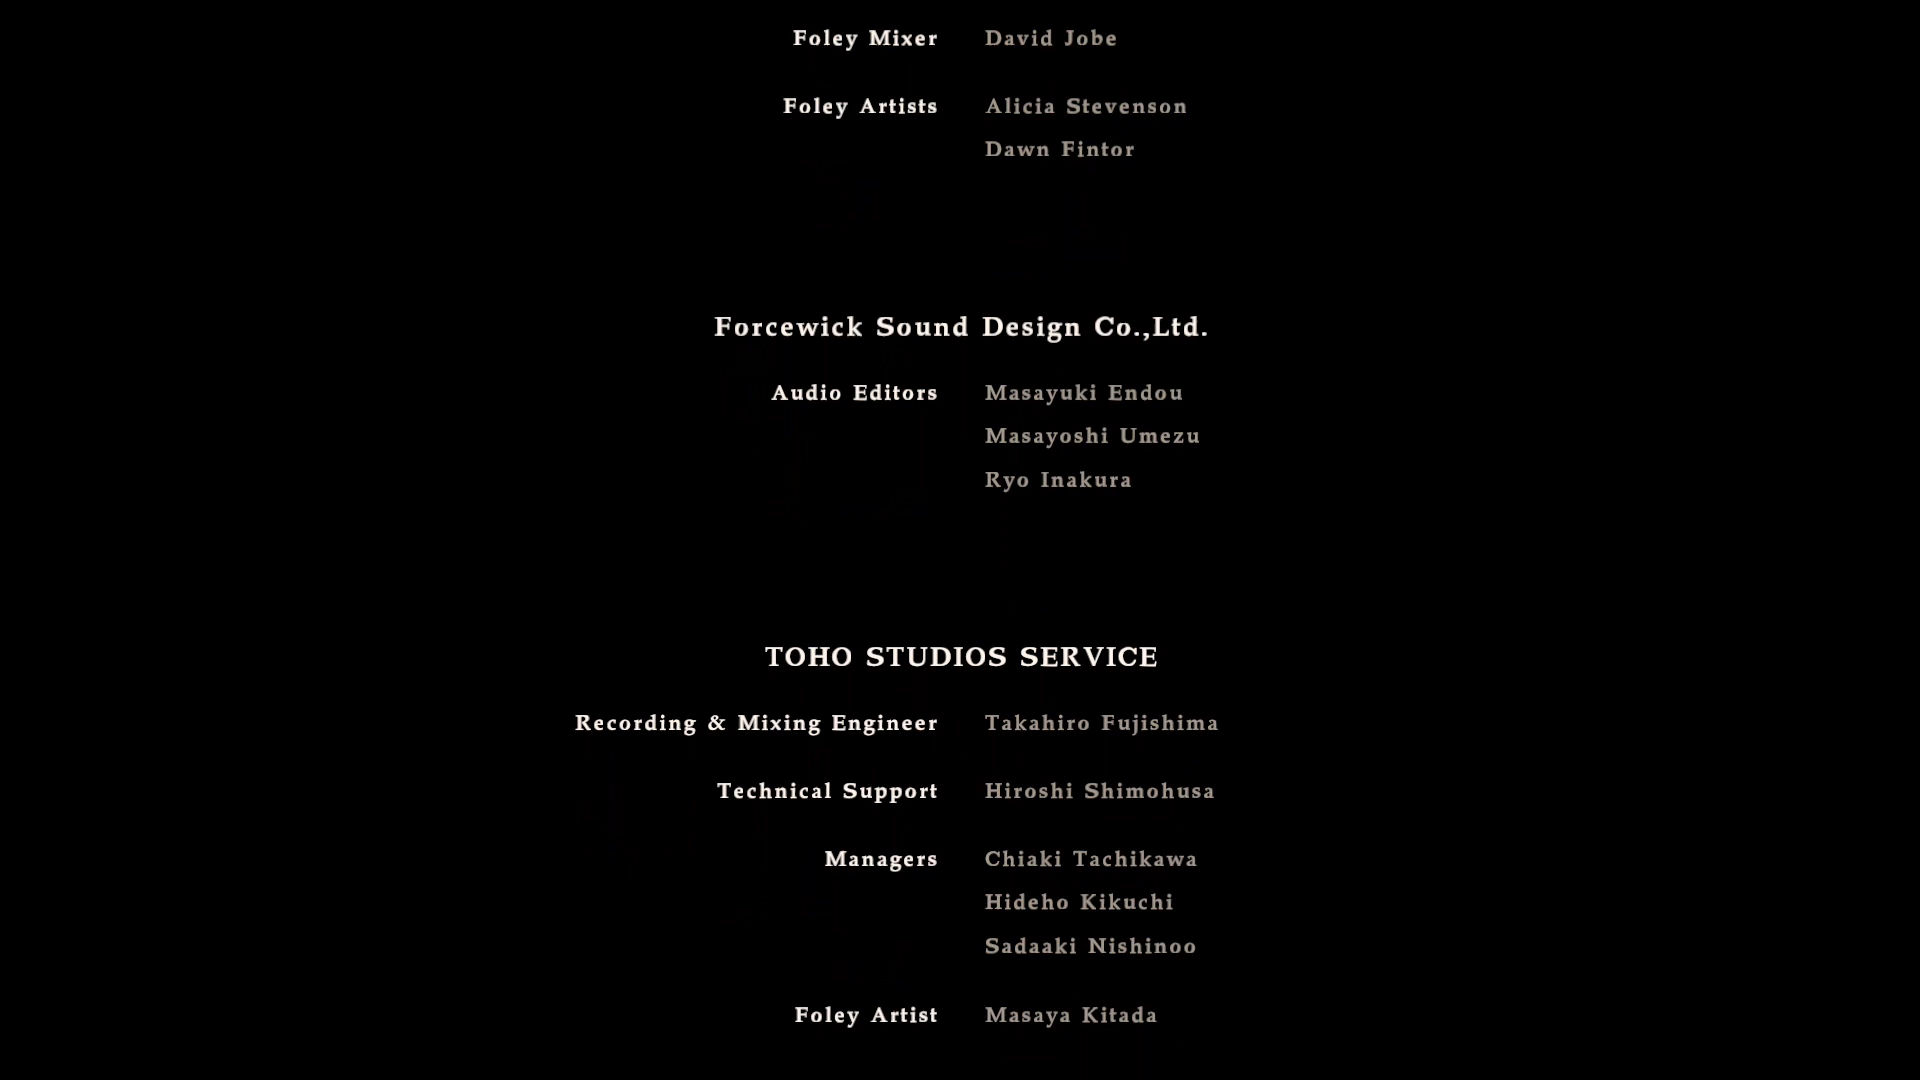 Foley Mixer David Jobe
Foley Artists Alicia Stevenson
Dawn Fintor
Forcewick Sound Design Co.,Ltd.
Audio Editors Masayuki Endou
Masayoshi Umezu
Ryo Inakura
TOHO STUDIOS SERVICE
Recording & Mixing Engineer Takahiro Fujishima
Technical Support Hiroshi Shimohusa
Managers Chiaki Tachikawa
Hideho Kikuchi
Sadaaki Nishinoo
Foley Artist Masaya Kitada